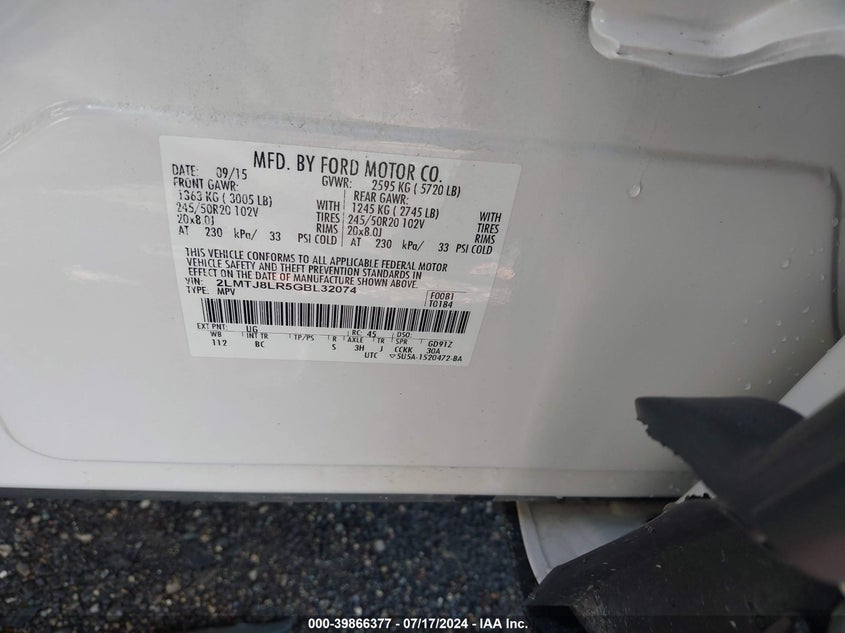 MFD. BY FORD MOTOR CO.
DATE: 09/15 GVWR: 2595 KG ( 5720 LB)
FRONT GAWR: REAR GAWR:
1363 KG ( 3005 LB) WITH 1245 KG ( 2745 LB) WITH
245/50R20 102V TIRES 245/50R20 102V TIRES
20x8.0J RIMS 20x8.0J RIMS
AT 230 kPa/ 33 PSI COLD AT 230 kPa/ 33 PSI COLD
THIS VEHICLE CONFORMS TO ALL APPLICABLE FEDERAL MOTOR
VEHICLE SAFETY AND THEFT PREVENTION STANDARDS IN
EFFECT ON THE DATE OF MANUFACTURE SHOWN ABOVE.
VIN: 2LMTJ8LR5GBL32074 F0081
TYPE: MPV T01B4
EXT PNT: UG RC: 45 DSO:
WB INT TR TP/PS R AXLE TR SPR GD91Z
112 BC S 3H J CCKK 30A
UTC 5U5A-1520472-BA
000-39866377 - 07/17/2024 - IAA Inc.